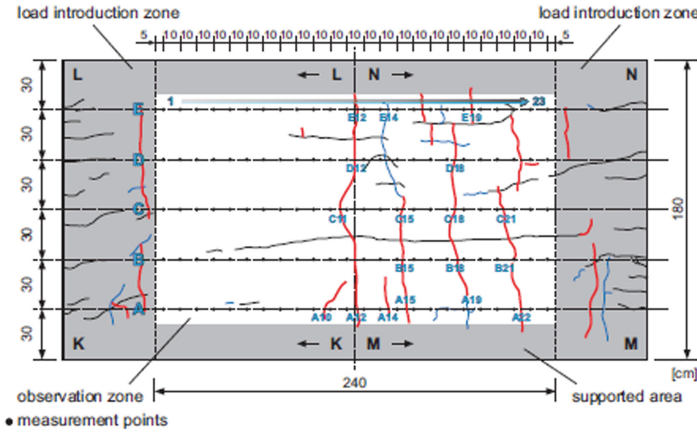 load introduction zone
load introduction zone
5 10 10 10 10 10 10 10 10 10 10 10 10 10 10 10 10 10 10 10 10 10 10 5
L
L N
N
1
23
30
30
30
30
30
30
180
E
E12 E14 E19
D
D12 D18
C
C11 C15 C18 C21
B
B15 B18 B21
A
A15 A19
A10 A12 A14 A22
K
K M
M
[cm]
240
observation zone
supported area
measurement points